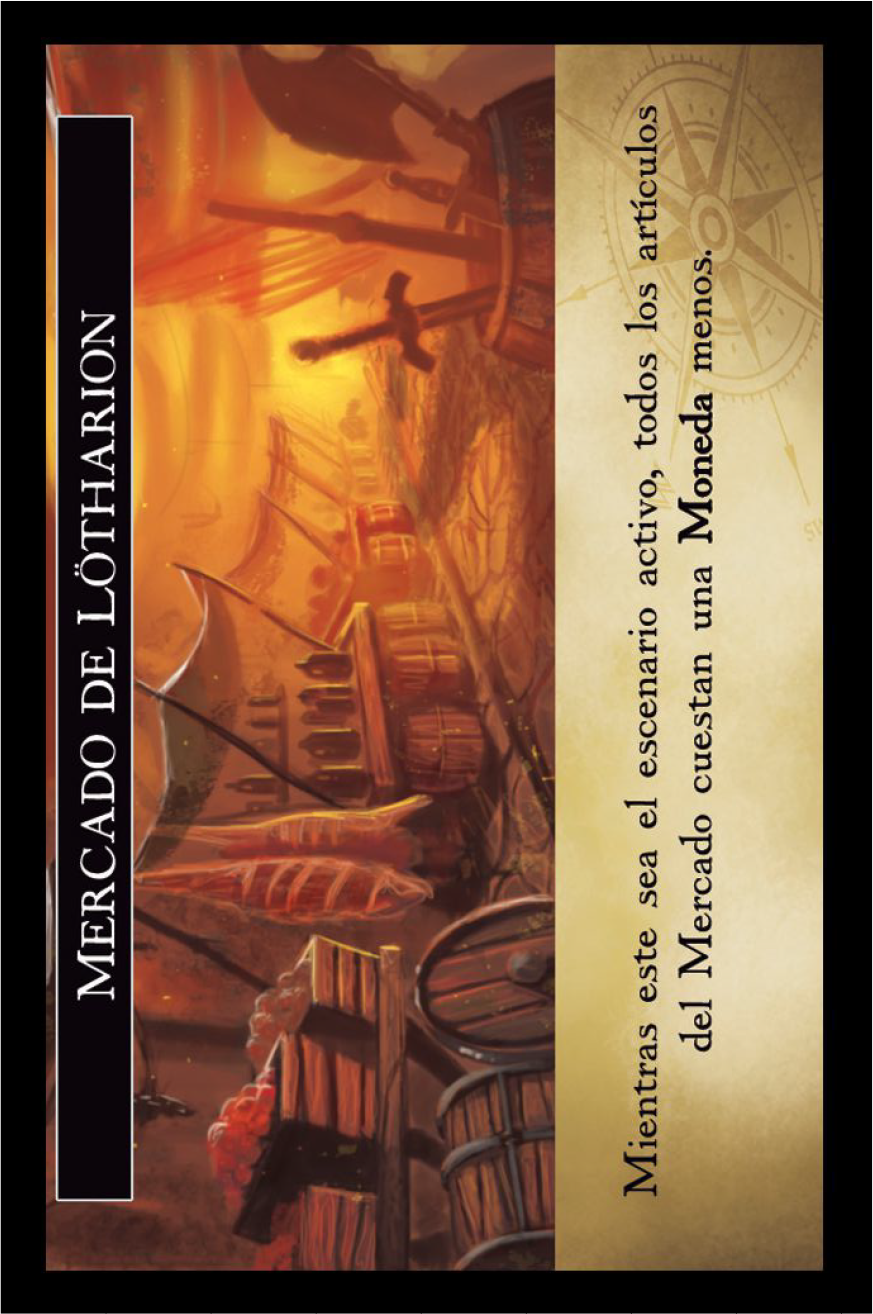 MERCADO DE LÖTHARION
Mientras este sea el escenario activo, todos los artículos
del Mercado cuestan una Moneda menos.